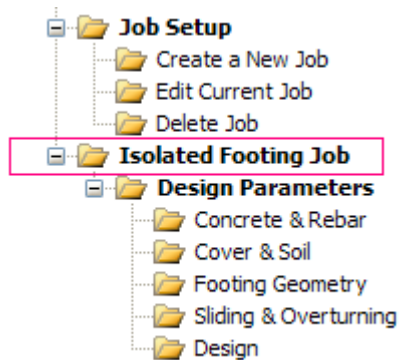 Job Setup
Create a New Job
Edit Current Job
Delete Job
Isolated Footing Job
Design Parameters
Concrete & Rebar
Cover & Soil
Footing Geometry
Sliding & Overturning
Design